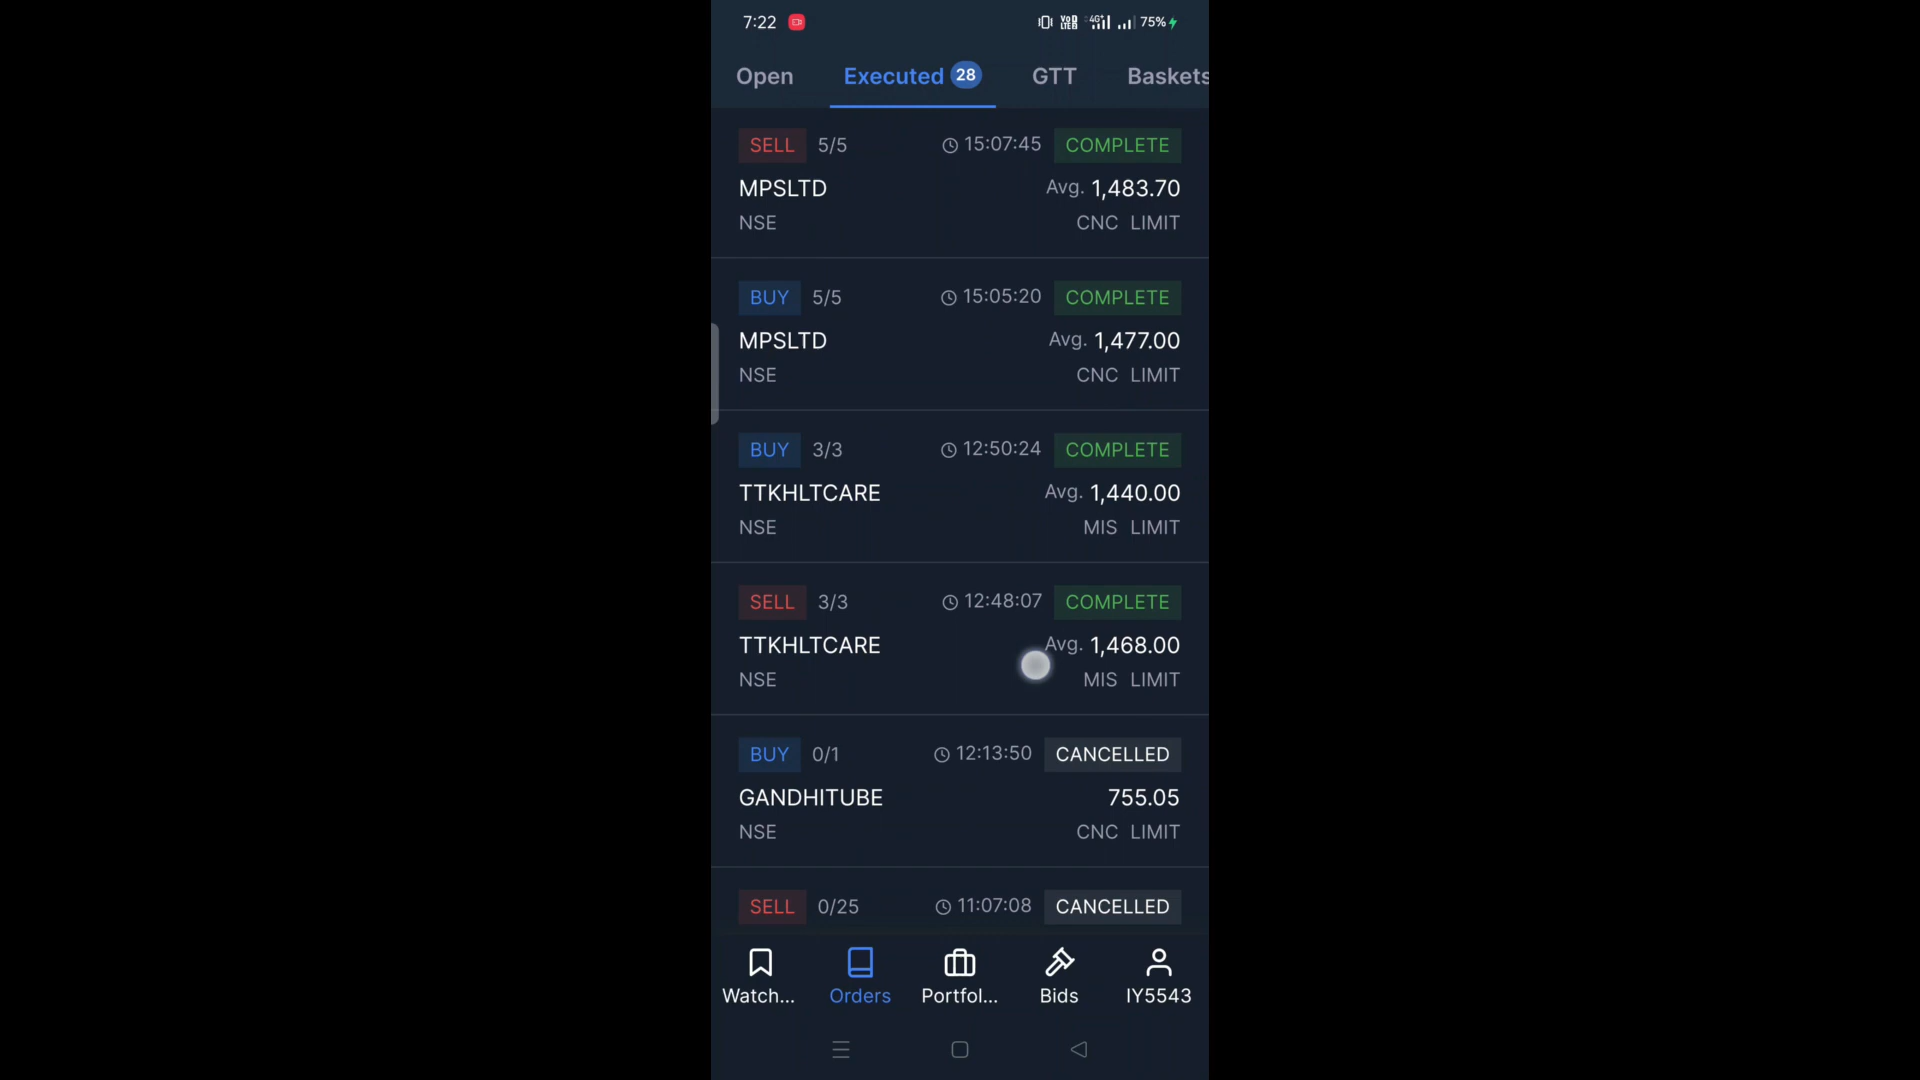 7:22 75%
Open Executed 28 GTT Baskets
SELL 5/5 15:07:45 COMPLETE
MPSLTD Avg. 1,483.70
NSE CNC LIMIT
BUY 5/5 15:05:20 COMPLETE
MPSLTD Avg. 1,477.00
NSE CNC LIMIT
BUY 3/3 12:50:24 COMPLETE
TTKHLTCARE Avg. 1,440.00
NSE MIS LIMIT
SELL 3/3 12:48:07 COMPLETE
TTKHLTCARE Avg. 1,468.00
NSE MIS LIMIT
BUY 0/1 12:13:50 CANCELLED
GANDHITUBE 755.05
NSE CNC LIMIT
SELL 0/25 11:07:08 CANCELLED
Watch... Orders Portfol... Bids IY5543